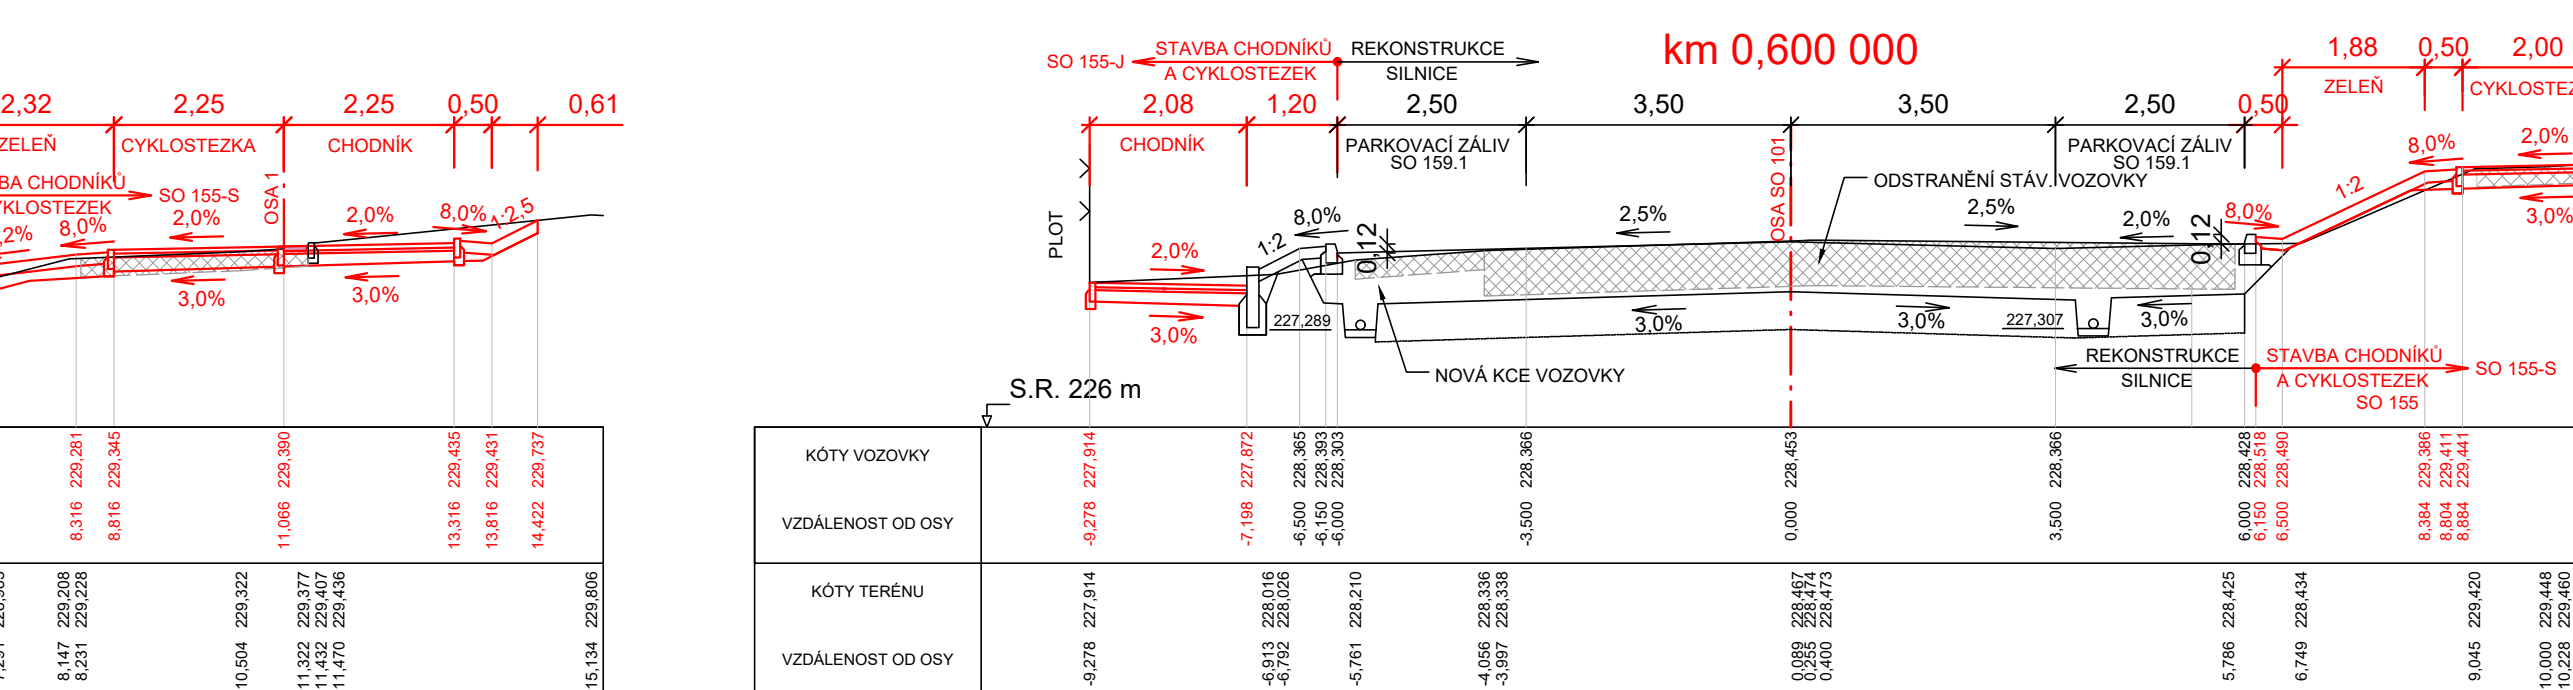 km 0,600 000
SO 155-J
STAVBA CHODNÍKŮ
A CYKLOSTEZEK
REKONSTRUKCE
SILNICE
1,88 0,50 2,00
ZELEŇ
2,32 2,25 2,25 0,50 0,61
CYKLOSTEZKA
CHODNÍK
SO 155-S
OSA 1
8,0% 2,0% 2,0% 8,0% 1:2,5
3,0% 3,0%
2,08 1,20 2,50 3,50 3,50 2,50 0,50
CHODNÍK
PARKOVACÍ ZÁLIV
SO 159.1
PARKOVACÍ ZÁLIV
SO 159.1
OSA SO 101
ODSTRANĚNÍ STÁV. VOZOVKY
PLOT
2,0% 1:2 8,0% 0,12 2,5% 2,5% 2,0% 0,12 8,0% 1:2 8,0% 2,0%
3,0% 227,289 3,0% 3,0% 227,307 3,0% 3,0%
NOVÁ KCE VOZOVKY
REKONSTRUKCE
SILNICE
STAVBA CHODNÍKŮ
A CYKLOSTEZEK
SO 155-S
SO 155
S.R. 226 m
229,281 229,345 229,390 229,435 229,431 229,737
8,316 8,816 11,066 13,316 13,816 14,422
229,208 229,228 229,322 229,377 229,407 229,436 229,806
8,147 8,231 10,504 11,322 11,432 11,470 15,134
KÓTY VOZOVKY
227,914 227,872 228,365 228,393 228,303 228,366 228,453 228,366 228,428 228,518 228,490 229,386 229,411 229,441
VZDÁLENOST OD OSY
-9,278 -7,198 -6,500 -6,150 -6,000 -3,500 0,000 3,500 6,000 6,150 6,500 8,384 8,804 8,884
KÓTY TERÉNU
227,914 228,016 228,026 228,210 228,336 228,338 228,467 228,474 228,473 228,425 228,434 229,420 229,448 229,460
VZDÁLENOST OD OSY
-9,278 -6,913 -6,792 -5,761 -4,056 -3,997 0,089 0,255 0,400 5,786 6,749 9,045 10,000 10,228